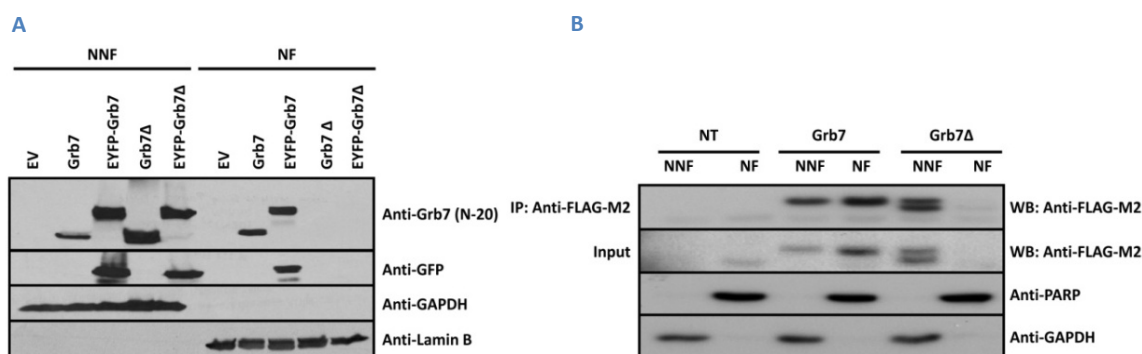 A
B
NNF
NF
EV
Grb7
EYFP-Grb7
Grb7Δ
EYFP-Grb7Δ
EV
Grb7
EYFP-Grb7
Grb7 Δ
EYFP-Grb7Δ
Anti-Grb7 (N-20)
Anti-GFP
Anti-GAPDH
Anti-Lamin B
NT
Grb7
Grb7Δ
NNF
NF
NNF
NF
NNF
NF
IP: Anti-FLAG-M2
WB: Anti-FLAG-M2
Input
WB: Anti-FLAG-M2
Anti-PARP
Anti-GAPDH